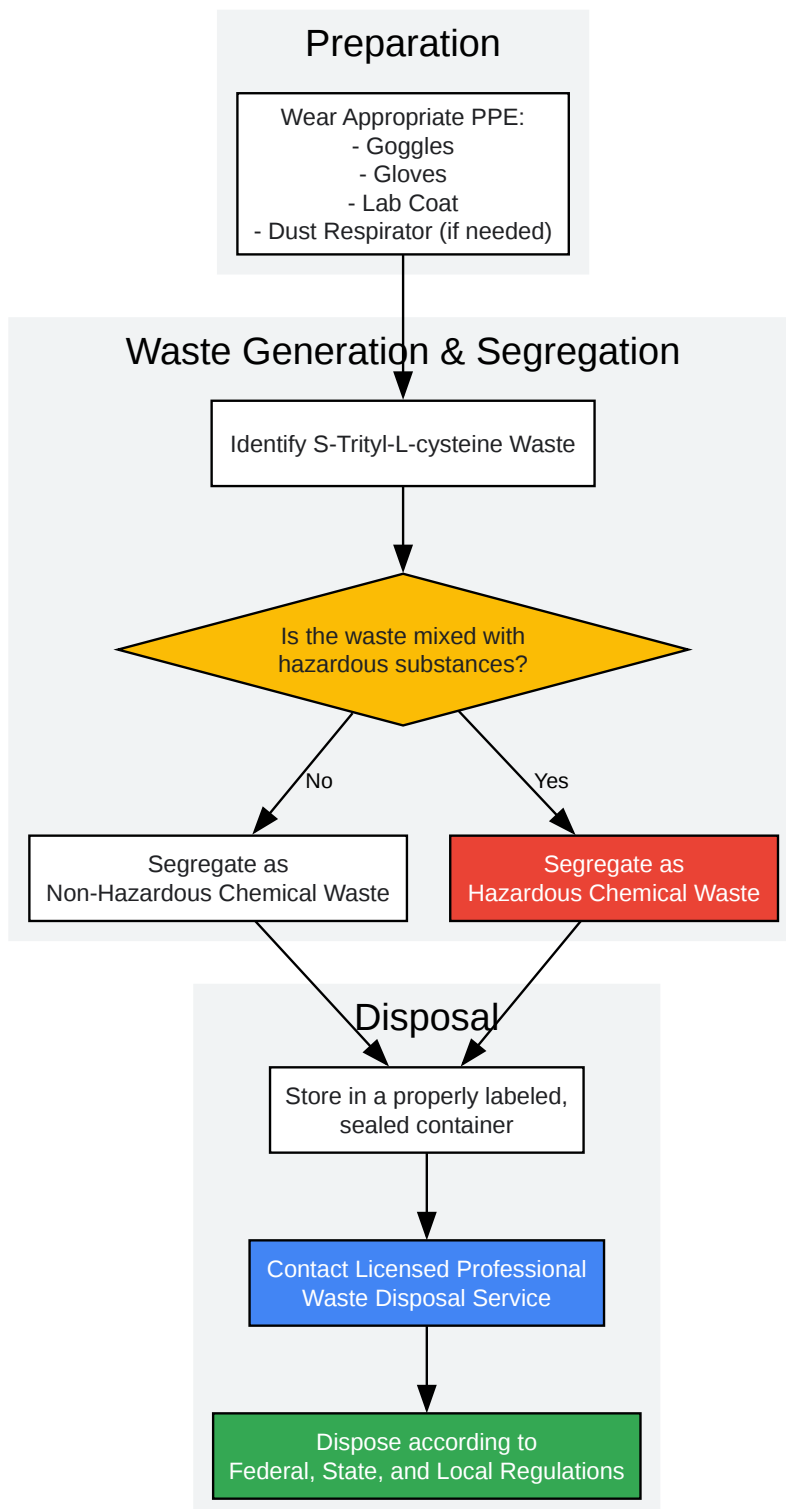 Preparation
Wear Appropriate PPE:
- Goggles
- Gloves
- Lab Coat
- Dust Respirator (if needed)
Waste Generation & Segregation
Identify S-Trityl-L-cysteine Waste
Is the waste mixed with
hazardous substances?
No
Yes
Segregate as
Non-Hazardous Chemical Waste
Segregate as
Hazardous Chemical Waste
Disposal
Store in a properly labeled,
sealed container
Contact Licensed Professional
Waste Disposal Service
Dispose according to
Federal, State, and Local Regulations